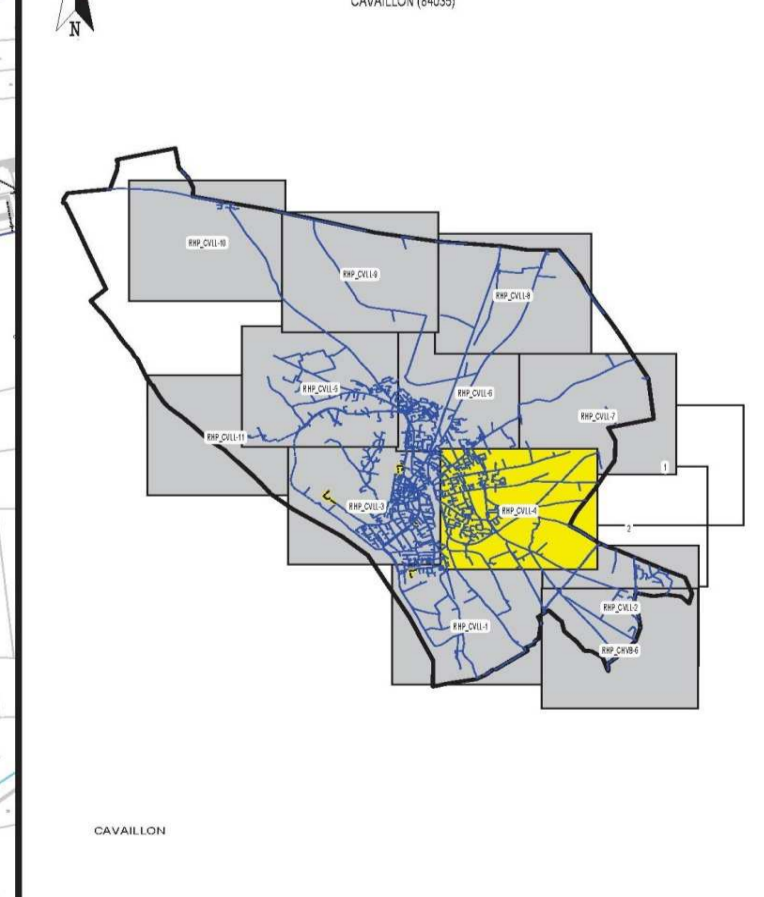 CAVAILLON (84035)
N
RHP_CVLL-10
RHP_CVLL-9
RHP_CVLL-8
RHP_CVLL-5
RHP_CVLL-6
RHP_CVLL-7
RHP_CVLL-11
1
RHP_CVLL-3
RHP_CVLL-4
2
RHP_CVLL-2
RHP_CVLL-1
RHP_CHVB-6
CAVAILLON